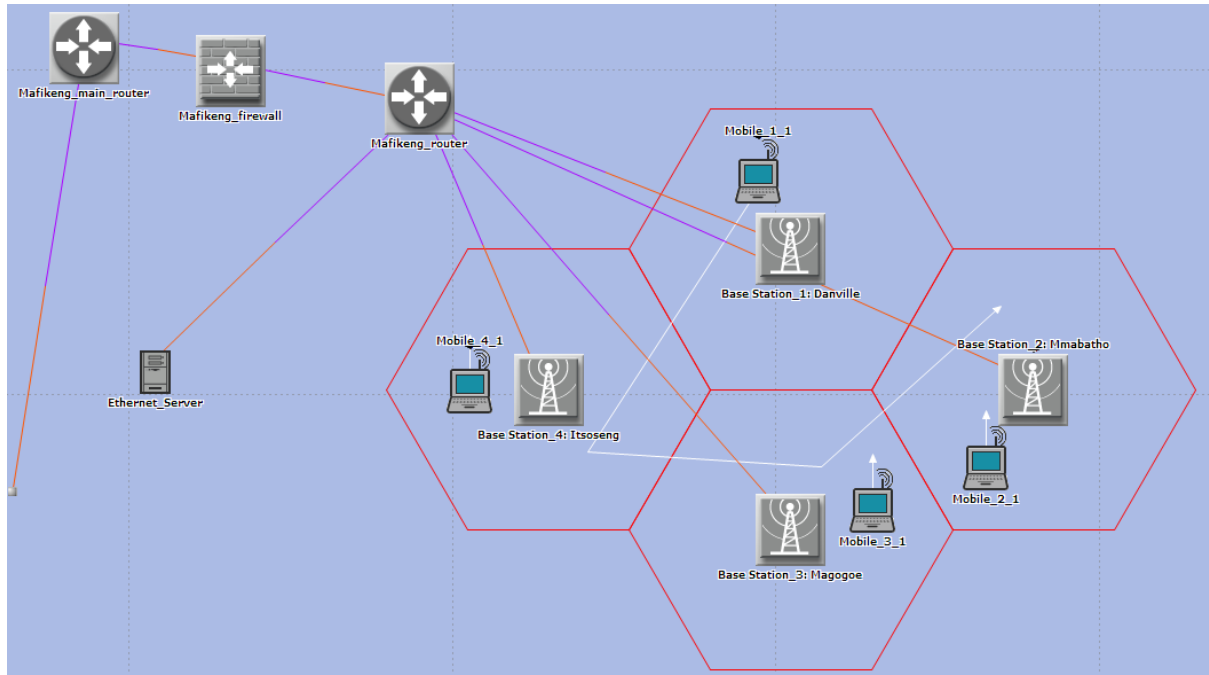 Mafikeng_main_router
Mafikeng_firewall
Mafikeng_router
Mobile_1_1
Base Station_1: Danville
Mobile_4_1
Base Station_2: Mmabatho
Ethernet_Server
Base Station_4: Itsoseng
Mobile_2_1
Mobile_3_1
Base Station_3: Magogoe